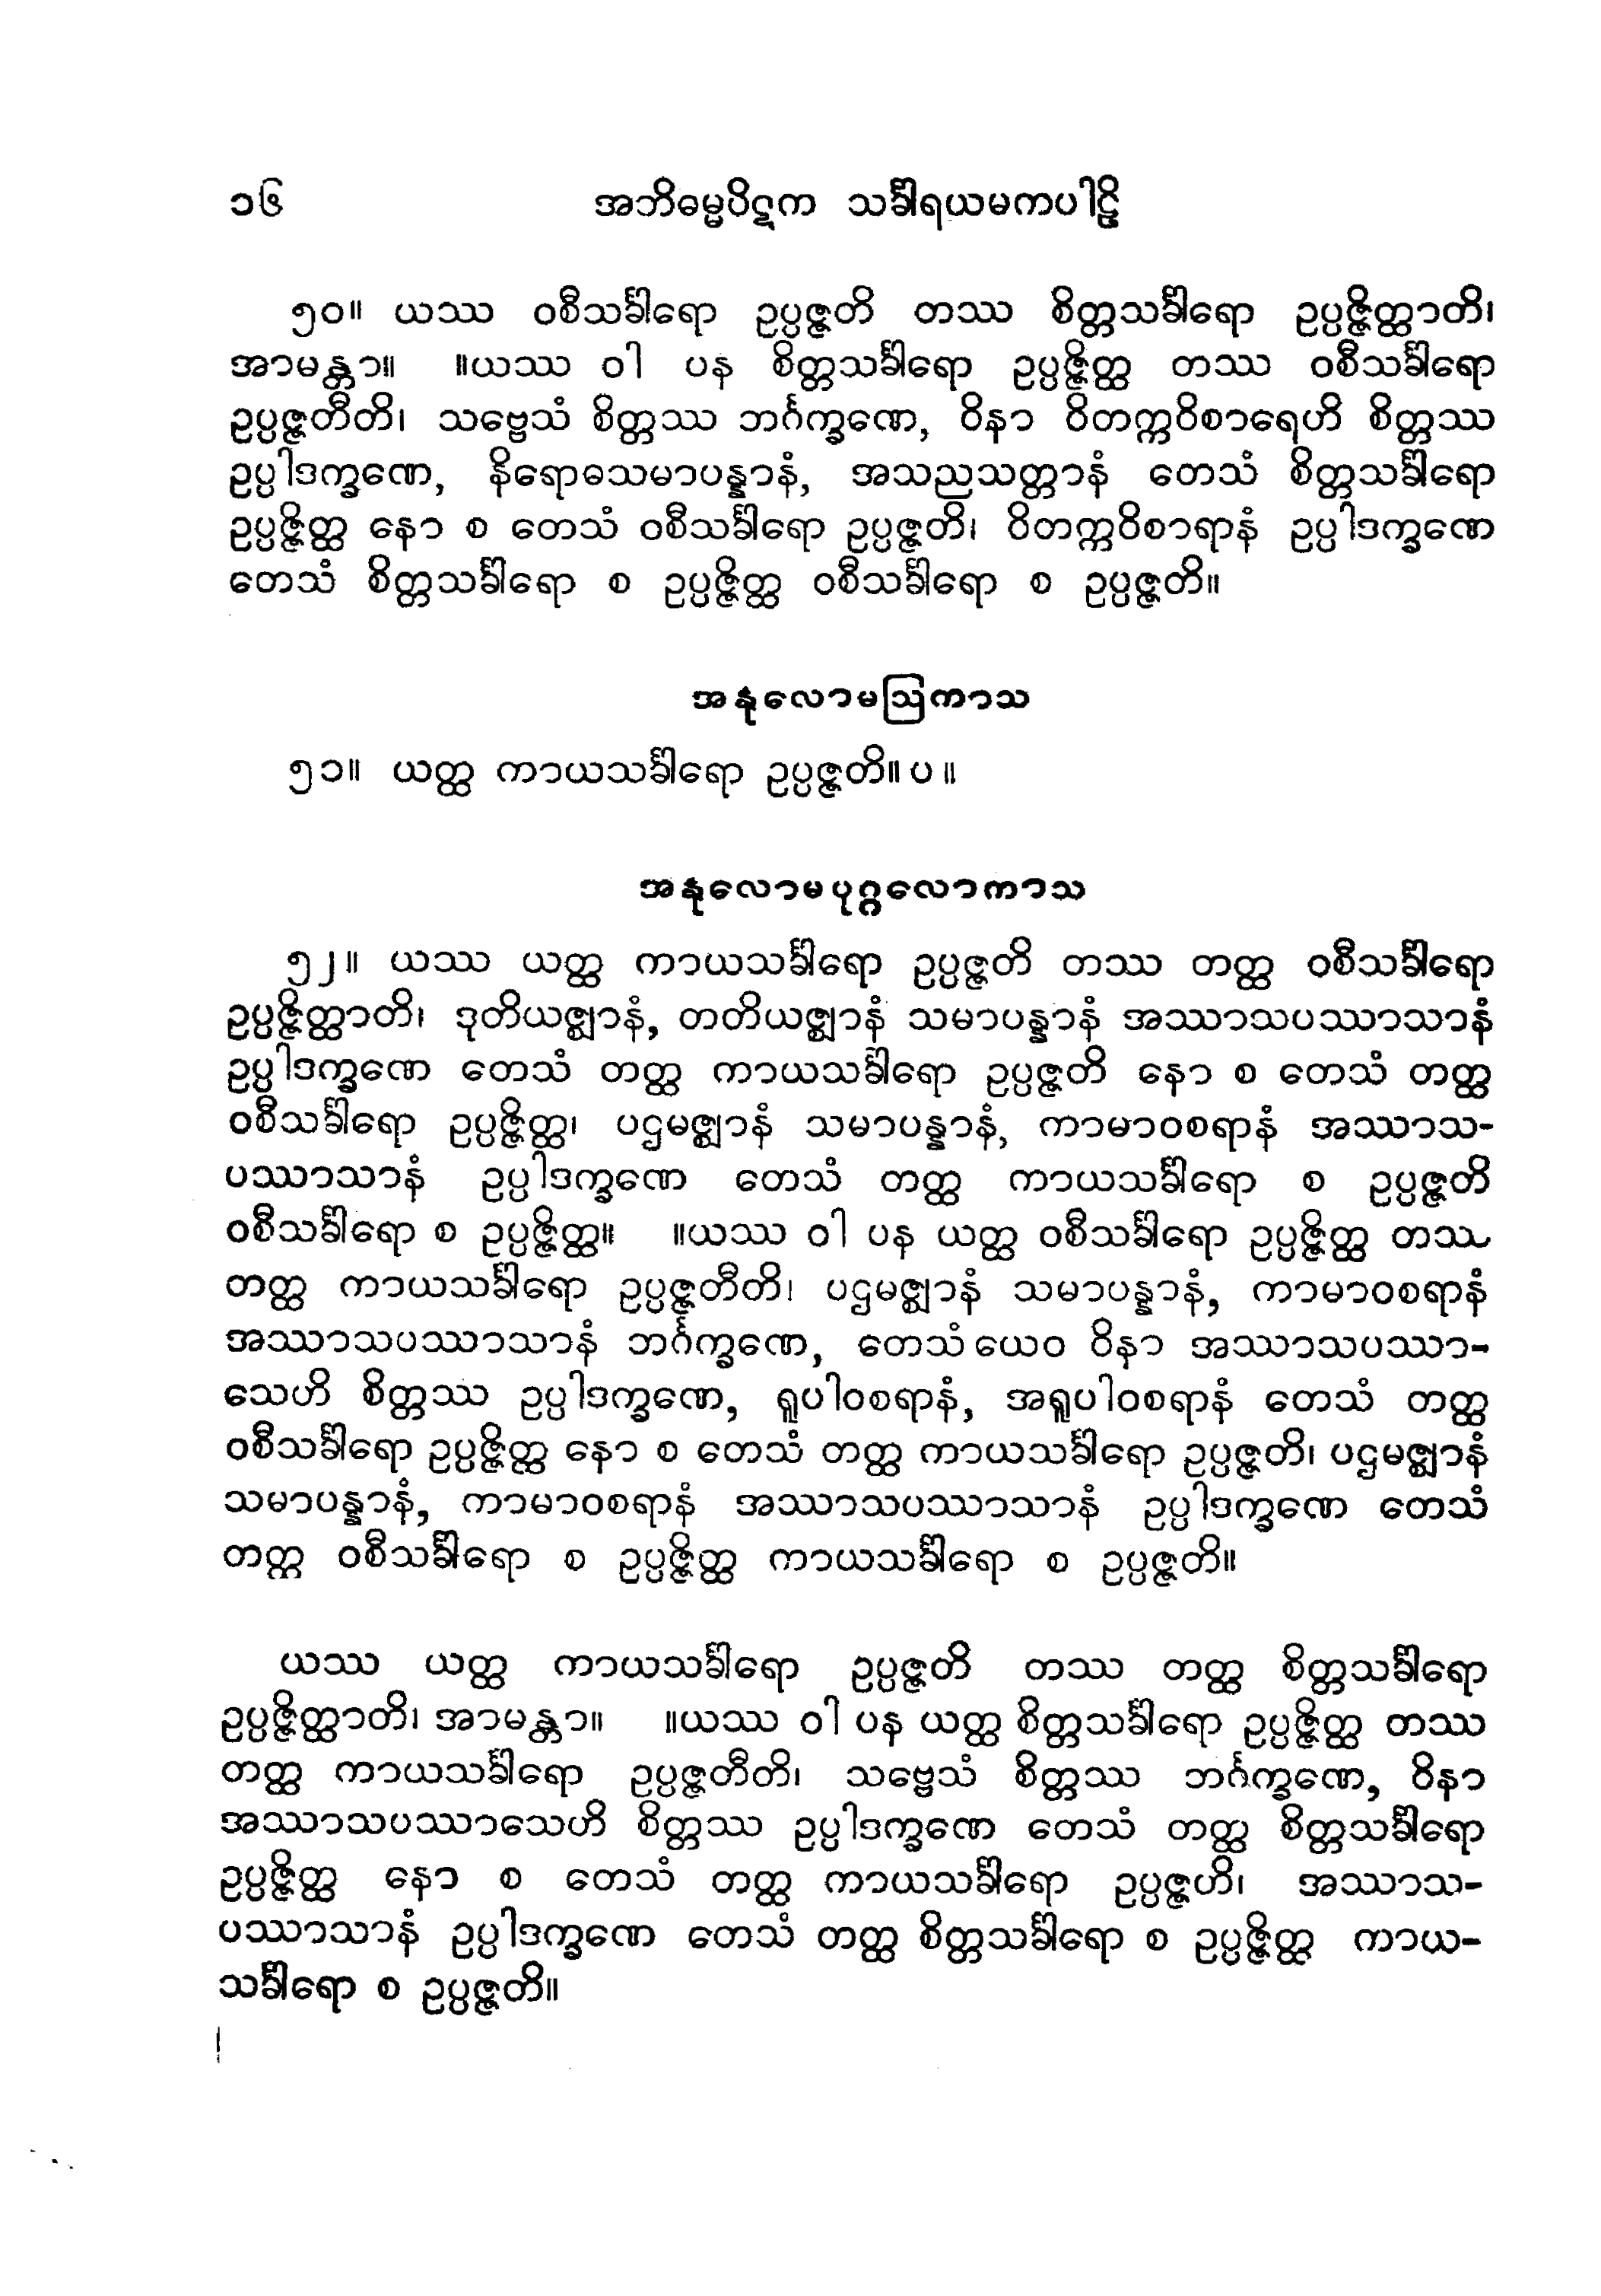 ၁၆ အဘိဓမ္မပိဋက သင်္ခါရယမကပါဠိ
၅၀။ ယဿ ဝစီသင်္ခါရော ဥပ္ပဇ္ဇတိ တဿ စိတ္တသင်္ခါရော ဥပ္ပဇ္ဇိတ္ထာတိ၊
အာမန္တာ။ ။ယဿ ဝါ ပန စိတ္တသင်္ခါရော ဥပ္ပဇ္ဇိတ္ထ တဿ ဝစီသင်္ခါရော
ဥပ္ပဇ္ဇတီတိ၊ သဗ္ဗေသံ စိတ္တဿ ဘင်္ဂက္ခဏေ, ဝိနာ ဝိတက္ကဝိစာရေဟိ စိတ္တဿ
ဥပ္ပါဒက္ခဏေ, နိရောဓသမာပန္နာနံ, အသညသတ္တာနံ တေသံ စိတ္တသင်္ခါရော
ဥပ္ပဇ္ဇိတ္ထ နော စ တေသံ ဝစီသင်္ခါရော ဥပ္ပဇ္ဇတိ၊ ဝိတက္ကဝိစာရာနံ ဥပ္ပါဒက္ခဏေ
တေသံ စိတ္တသင်္ခါရော စ ဥပ္ပဇ္ဇိတ္ထ ဝစီသင်္ခါရော စ ဥပ္ပဇ္ဇတိ။
အနုလောမဩကာသ
၅၁။ ယတ္ထ ကာယသင်္ခါရော ဥပ္ပဇ္ဇတိ။ပ။
အနုလောမပုဂ္ဂလောကာသ
၅၂။ ယဿ ယတ္ထ ကာယသင်္ခါရော ဥပ္ပဇ္ဇတိ တဿ တတ္ထ ဝစီသင်္ခါရော
ဥပ္ပဇ္ဇိတ္ထာတိ၊ ဒုတိယဇ္ဈာနံ, တတိယဇ္ဈာနံ သမာပန္နာနံ အဿာသပဿာသာနံ
ဥပ္ပါဒက္ခဏေ တေသံ တတ္ထ ကာယသင်္ခါရော ဥပ္ပဇ္ဇတိ နော စ တေသံ တတ္ထ
ဝစီသင်္ခါရော ဥပ္ပဇ္ဇိတ္ထ၊ ပဌမဇ္ဈာနံ သမာပန္နာနံ, ကာမာဝစရာနံ အဿာသ-
ပဿာသာနံ ဥပ္ပါဒက္ခဏေ တေသံ တတ္ထ ကာယသင်္ခါရော စ ဥပ္ပဇ္ဇတိ
ဝစီသင်္ခါရော စ ဥပ္ပဇ္ဇိတ္ထ။ ။ယဿ ဝါ ပန ယတ္ထ ဝစီသင်္ခါရော ဥပ္ပဇ္ဇိတ္ထ တဿ
တတ္ထ ကာယသင်္ခါရော ဥပ္ပဇ္ဇတီတိ၊ ပဌမဇ္ဈာနံ သမာပန္နာနံ, ကာမာဝစရာနံ
အဿာသပဿာသာနံ ဘင်္ဂက္ခဏေ, တေသံယေဝ ဝိနာ အဿာသပဿာ-
သေဟိ စိတ္တဿ ဥပ္ပါဒက္ခဏေ, ရူပါဝစရာနံ, အရူပါဝစရာနံ တေသံ တတ္ထ
ဝစီသင်္ခါရော ဥပ္ပဇ္ဇိတ္ထ နော စ တေသံ တတ္ထ ကာယသင်္ခါရော ဥပ္ပဇ္ဇတိ၊ ပဌမဇ္ဈာနံ
သမာပန္နာနံ, ကာမာဝစရာနံ အဿာသပဿာသာနံ ဥပ္ပါဒက္ခဏေ တေသံ
တတ္ထ ဝစီသင်္ခါရော စ ဥပ္ပဇ္ဇိတ္ထ ကာယသင်္ခါရော စ ဥပ္ပဇ္ဇတိ။
ယဿ ယတ္ထ ကာယသင်္ခါရော ဥပ္ပဇ္ဇတိ တဿ တတ္ထ စိတ္တသင်္ခါရော
ဥပ္ပဇ္ဇိတ္ထာတိ၊ အာမန္တာ။ ။ယဿ ဝါ ပန ယတ္ထ စိတ္တသင်္ခါရော ဥပ္ပဇ္ဇိတ္ထ တဿ
တတ္ထ ကာယသင်္ခါရော ဥပ္ပဇ္ဇတီတိ၊ သဗ္ဗေသံ စိတ္တဿ ဘင်္ဂက္ခဏေ, ဝိနာ
အဿာသပဿာသေဟိ စိတ္တဿ ဥပ္ပါဒက္ခဏေ တေသံ တတ္ထ စိတ္တသင်္ခါရော
ဥပ္ပဇ္ဇိတ္ထ နော စ တေသံ တတ္ထ ကာယသင်္ခါရော ဥပ္ပဇ္ဇဟိ၊ အဿာသ-
ပဿာသာနံ ဥပ္ပါဒက္ခဏေ တေသံ တတ္ထ စိတ္တသင်္ခါရော စ ဥပ္ပဇ္ဇိတ္ထ ကာယ-
သင်္ခါရော စ ဥပ္ပဇ္ဇတိ။